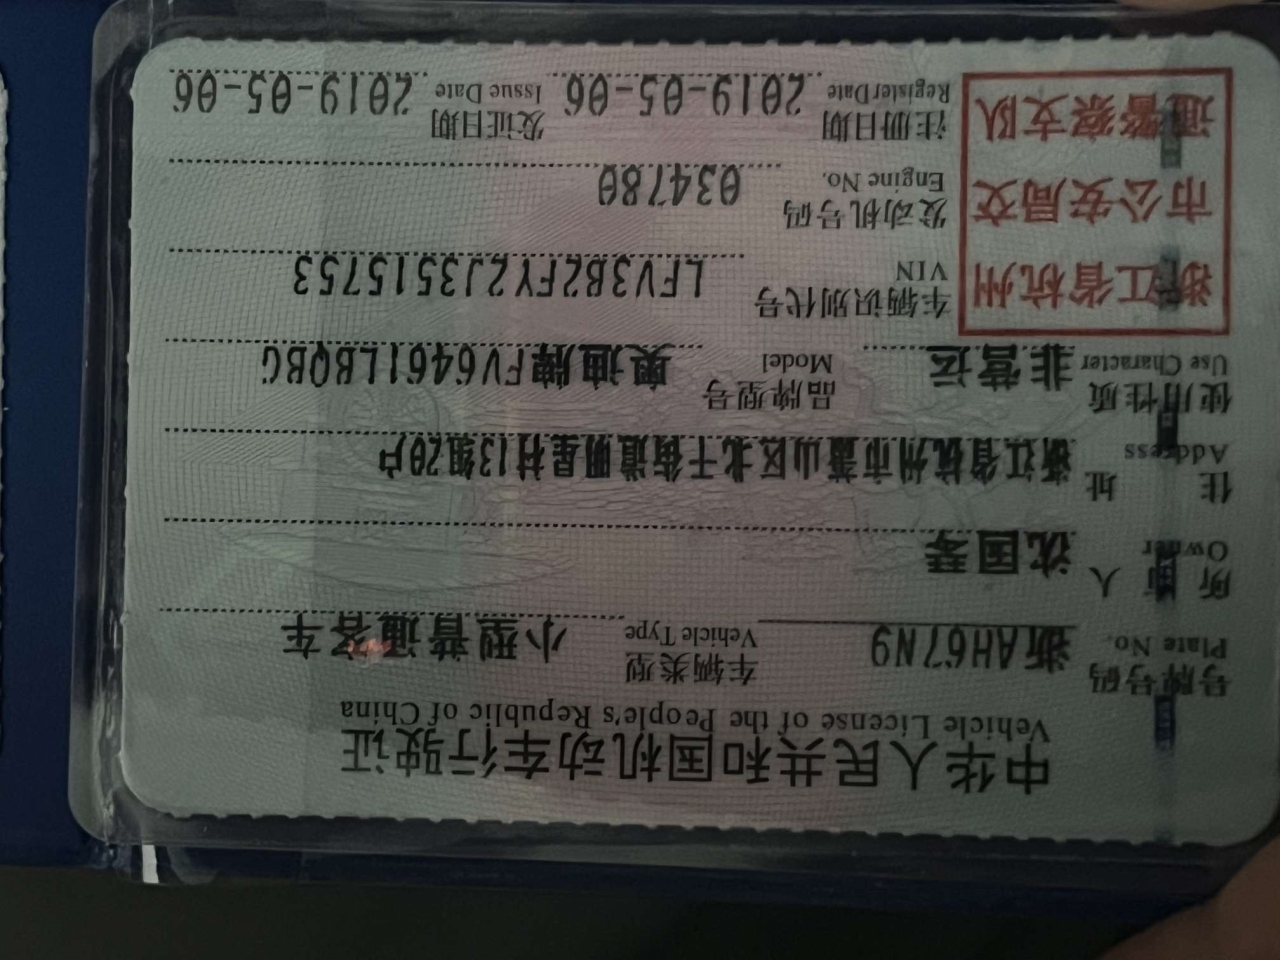 中华人民共和国机动车行驶证
Vehicle License of the People's Republic of China
号牌号码 浙AH67N9 车辆类型 小型普通客车
Plate No. Vehicle Type
所有人 沈国琴
Owner
住址 浙江省杭州市萧山区北干街道明星村13组20户
Address
使用性质 非营运 品牌型号 奥迪牌FV6461LBQBG
Use Character Model
浙江省杭州
市公安局交
通警察支队
车辆识别代号 LFV3B2FY2J3515753
VIN
发动机号码 034780
Engine No.
注册日期 2019-05-06 发证日期 2019-05-06
Register Date Issue Date